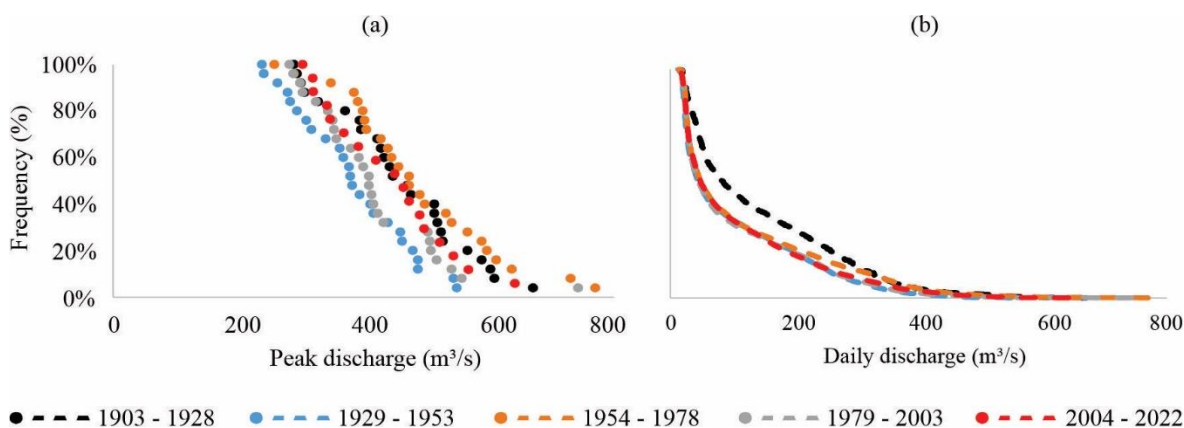 (a)
(b)
Frequency (%)
100%
80%
60%
40%
20%
0%
0 200 400 600 800
Peak discharge (m³/s)
0 200 400 600 800
Daily discharge (m³/s)
1903 - 1928 1929 - 1953 1954 - 1978 1979 - 2003 2004 - 2022